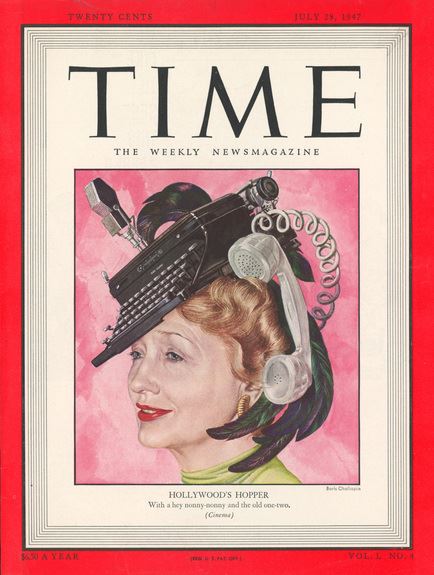 TWENTY CENTS JULY 28, 1947
TIME
THE WEEKLY NEWSMAGAZINE
Boris Chaliapin
HOLLYWOOD'S HOPPER
With a hey nonny-nonny and the old one-two.
(Cinema)
$6.50 A YEAR (REG. U. S. PAT. OFF.) VOL. L NO. 4